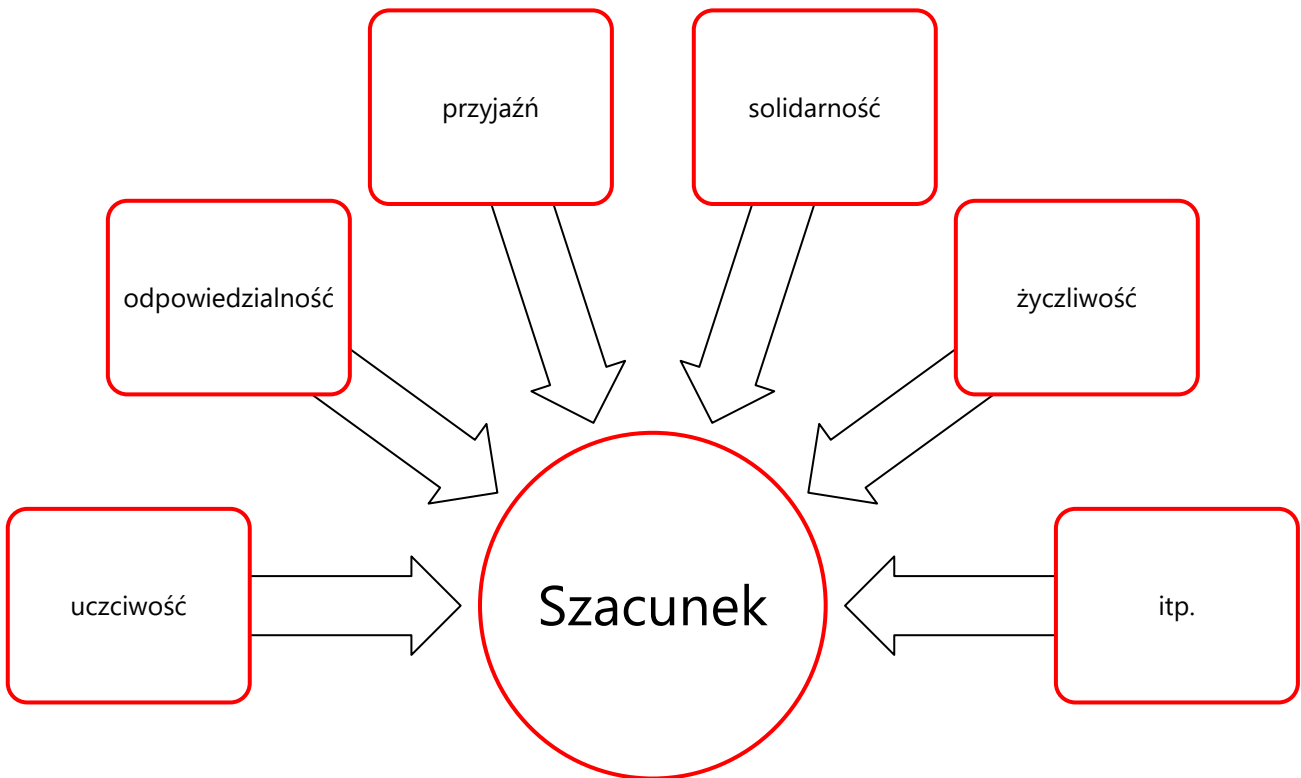 przyjaźń
solidarność
odpowiedzialność
życzliwość
uczciwość
Szacunek
itp.